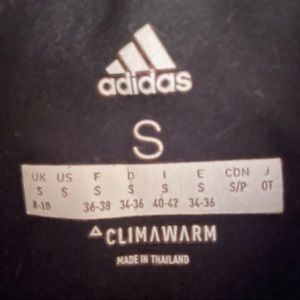 adidas
S
UK US F D I E CDN J
S S S S S S S/P OT
8-10 36-38 34-36 40-42 34-36
CLIMAWARM
MADE IN THAILAND